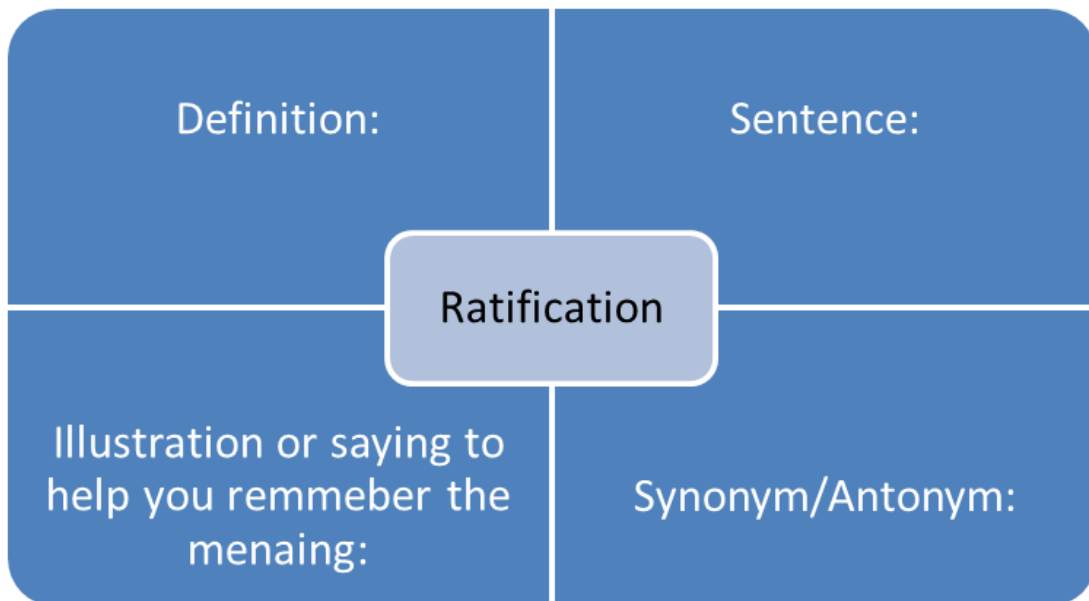 Definition:
Sentence:
Ratification
Illustration or saying to
help you remmeber the
menaing:
Synonym/Antonym: